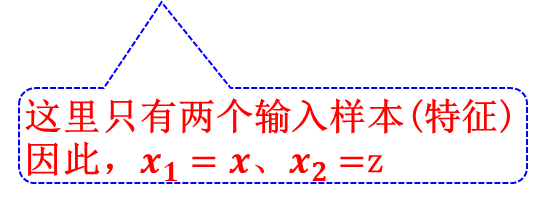 这里只有两个输入样本(特征)
因此，x₁ = x、x₂ =z